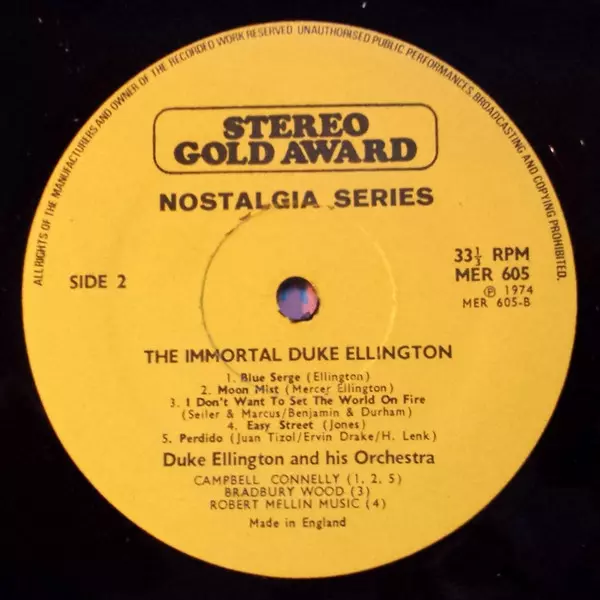 ALL RIGHTS OF THE MANUFACTURERS AND OWNER OF THE RECORDED WORK RESERVED UNAUTHORISED PUBLIC PERFORMANCES BROADCASTING AND COPYING PROHIBITED.
STEREO
GOLD AWARD
NOSTALGIA SERIES
SIDE 2
33⅓ RPM
MER 605
℗ 1974
MER 605-B
THE IMMORTAL DUKE ELLINGTON
1. Blue Serge (Ellington)
2. Moon Mist (Mercer Ellington)
3. I Don't Want To Set The World On Fire
(Seiler & Marcus/Benjamin & Durham)
4. Easy Street (Jones)
5. Perdido (Juan Tizol/Ervin Drake/H. Lenk)
Duke Ellington and his Orchestra
CAMPBELL CONNELLY (1, 2, 5)
BRADBURY WOOD (3)
ROBERT MELLIN MUSIC (4)
Made in England